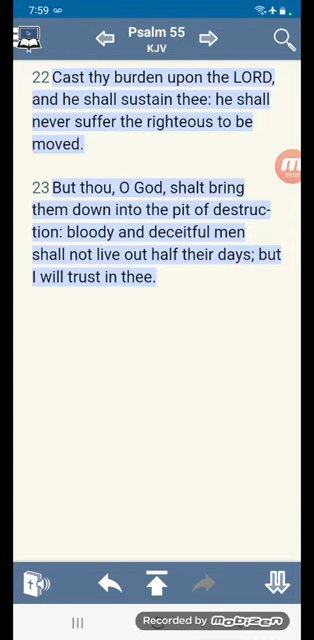 7:59
Psalm 55
KJV
22 Cast thy burden upon the LORD,
and he shall sustain thee: he shall
never suffer the righteous to be
moved.
23 But thou, O God, shalt bring
them down into the pit of destruc-
tion: bloody and deceitful men
shall not live out half their days; but
I will trust in thee.
Recorded by mobizen